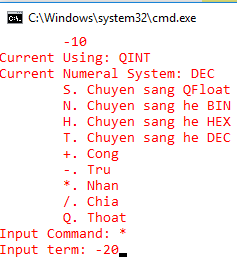 C:\Windows\system32\cmd.exe
-10
Current Using: QINT
Current Numeral System: DEC
S. Chuyen sang QFloat
N. Chuyen sang he BIN
H. Chuyen sang he HEX
T. Chuyen sang he DEC
+. Cong
-. Tru
*. Nhan
/. Chia
Q. Thoat
Input Command: *
Input term: -20